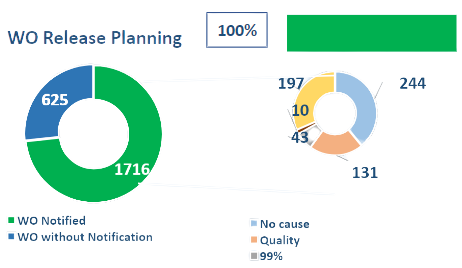 100%
WO Release Planning
625
1716
197
244
10
43
131
WO Notified
WO without Notification
No cause
Quality
99%